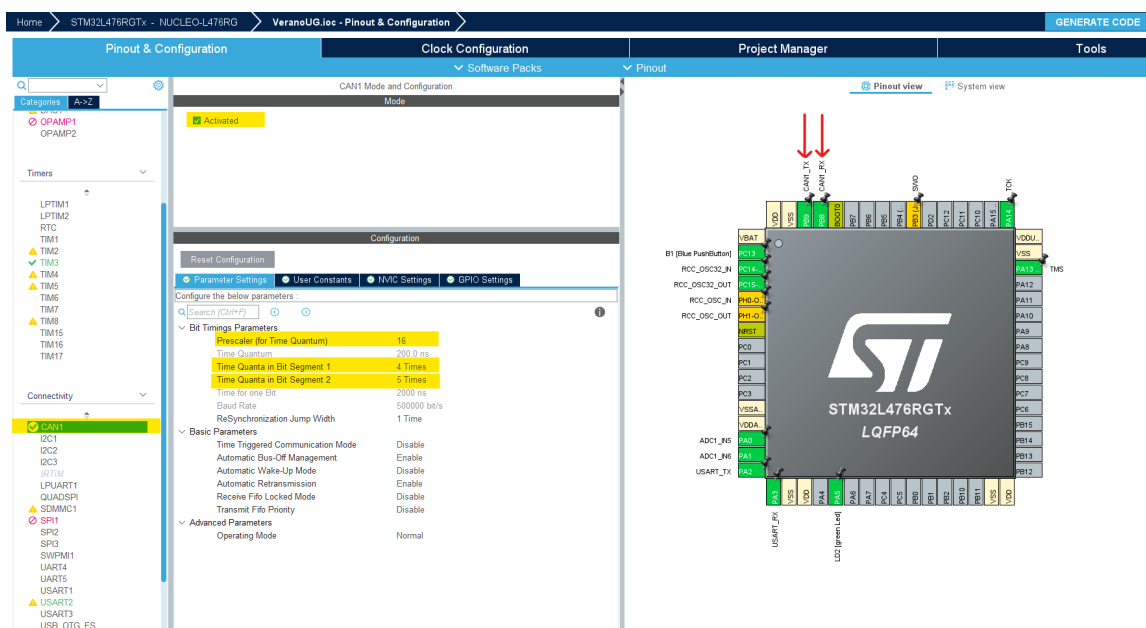 Home
STM32L476RGTx - NUCLEO-L476RG
VeranoUG.ioc - Pinout & Configuration
GENERATE CODE
Pinout & Configuration
Clock Configuration
Project Manager
Tools
Software Packs
Pinout
Categories
A->Z
OPAMP1
OPAMP2
Timers
LPTIM1
LPTIM2
RTC
TIM1
TIM2
TIM3
TIM4
TIM5
TIM6
TIM7
TIM8
TIM15
TIM16
TIM17
Connectivity
CAN1
I2C1
I2C2
I2C3
IRTIM
LPUART1
QUADSPI
SDMMC1
SPI1
SPI2
SPI3
SWPMI1
UART4
UART5
USART1
USART2
USART3
USB_OTG_FS
CAN1 Mode and Configuration
Mode
Activated
Configuration
Reset Configuration
Parameter Settings
User Constants
NVIC Settings
GPIO Settings
Configure the below parameters :
Search (Ctrl+F)
Bit Timings Parameters
Prescaler (for Time Quantum) 16
Time Quantum 200.0 ns
Time Quanta in Bit Segment 1 4 Times
Time Quanta in Bit Segment 2 5 Times
Time for one Bit 2000 ns
Baud Rate 500000 bit/s
ReSynchronization Jump Width 1 Time
Basic Parameters
Time Triggered Communication Mode Disable
Automatic Bus-Off Management Enable
Automatic Wake-Up Mode Disable
Automatic Retransmission Enable
Receive Fifo Locked Mode Disable
Transmit Fifo Priority Disable
Advanced Parameters
Operating Mode Normal
Pinout view
System view
CAN1_TX
CAN1_RX
SWO
TCK
VDD
VSS
PB9
PB8
BOOT0
PB7
PB6
PB5
PB4 (..
PB3 (J..
PD2
PC12
PC11
PC10
PA15..
PA14..
VBAT
B1 [Blue PushButton] PC13
RCC_OSC32_IN PC14-..
RCC_OSC32_OUT PC15-..
RCC_OSC_IN PH0-O..
RCC_OSC_OUT PH1-O..
NRST
PC0
PC1
PC2
PC3
VSSA..
VDDA..
ADC1_IN5 PA0
ADC1_IN6 PA1
USART_TX PA2
VDDU..
VSS
PA13.. TMS
PA12
PA11
PA10
PA9
PA8
PC9
PC8
PC7
PC6
PB15
PB14
PB13
PB12
ST
STM32L476RGTx
LQFP64
PA3
VSS
VDD
PA4
PA5
PA6
PA7
PC4
PC5
PB0
PB1
PB2
PB10
PB11
VSS
VDD
USART_RX
LD2 [green Led]